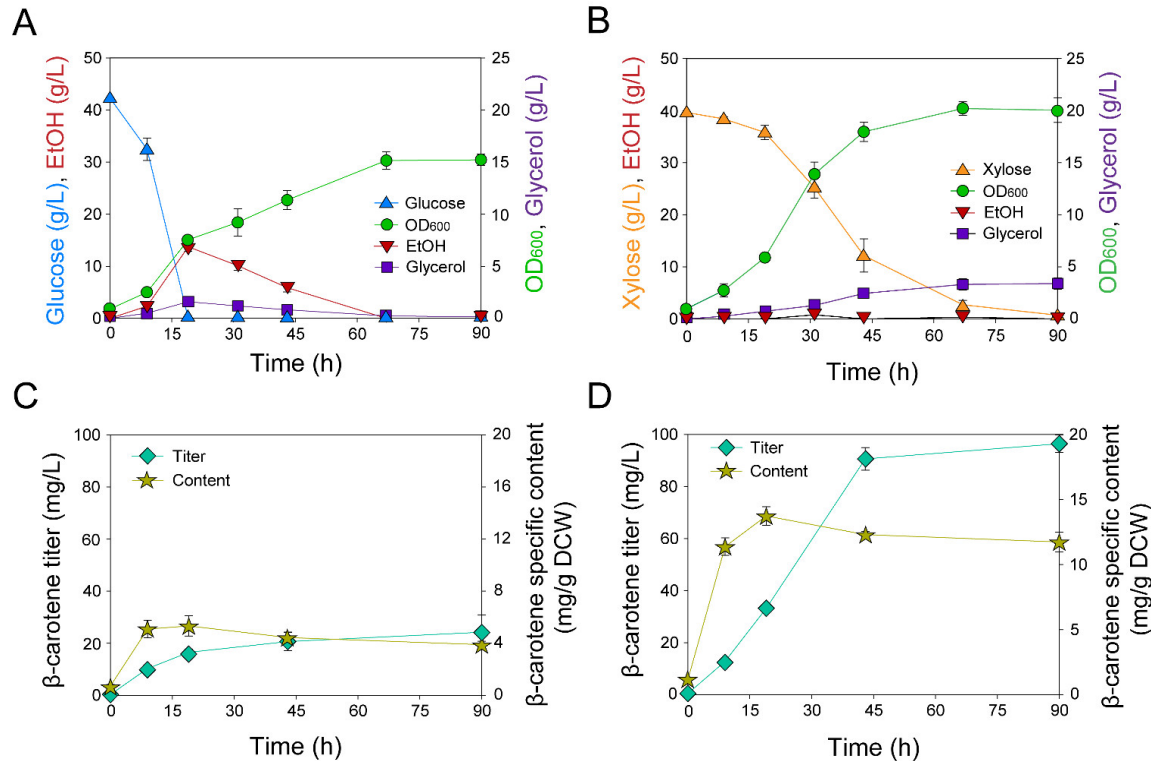 A
Glucose (g/L), EtOH (g/L)
50
40
30
20
10
0
25
20
15
10
5
0
OD600, Glycerol (g/L)
Glucose
OD600
EtOH
Glycerol
0 15 30 45 60 75 90
Time (h)
B
Xylose (g/L), EtOH (g/L)
50
40
30
20
10
0
25
20
15
10
5
0
OD600, Glycerol (g/L)
Xylose
OD600
EtOH
Glycerol
0 15 30 45 60 75 90
Time (h)
C
β-carotene titer (mg/L)
100
80
60
40
20
0
20
16
12
8
4
0
β-carotene specific content
(mg/g DCW)
Titer
Content
0 15 30 45 60 75 90
Time (h)
D
β-carotene titer (mg/L)
100
80
60
40
20
0
20
15
10
5
0
β-carotene specific content
(mg/g DCW)
Titer
Content
0 15 30 45 60 75 90
Time (h)